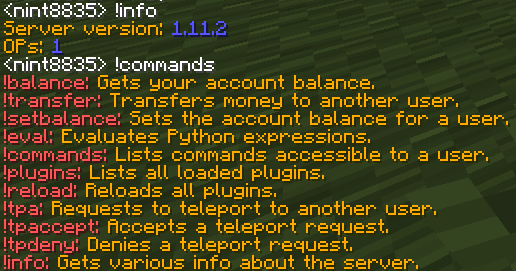 <nint8835> !info
Server version: 1.11.2
OPs: 1
<nint8835> !commands
!balance: Gets your account balance.
!transfer: Transfers money to another user.
!setbalance: Sets the account balance for a user.
!eval: Evaluates Python expressions.
!commands: Lists commands accessible to a user.
!plugins: Lists all loaded plugins.
!reload: Reloads all plugins.
!tpa: Requests to teleport to another user.
!tpaccept: Accepts a teleport request.
!tpdeny: Denies a teleport request.
!info: Gets various info about the server.